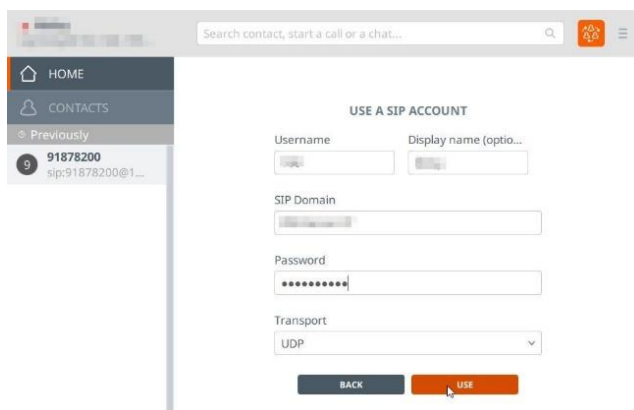 Search contact, start a call or a chat...
HOME
CONTACTS
Previously
9
91878200
sip:91878200@1...
USE A SIP ACCOUNT
Username
Display name (optio...
SIP Domain
Password
••••••••••
Transport
UDP
BACK
USE